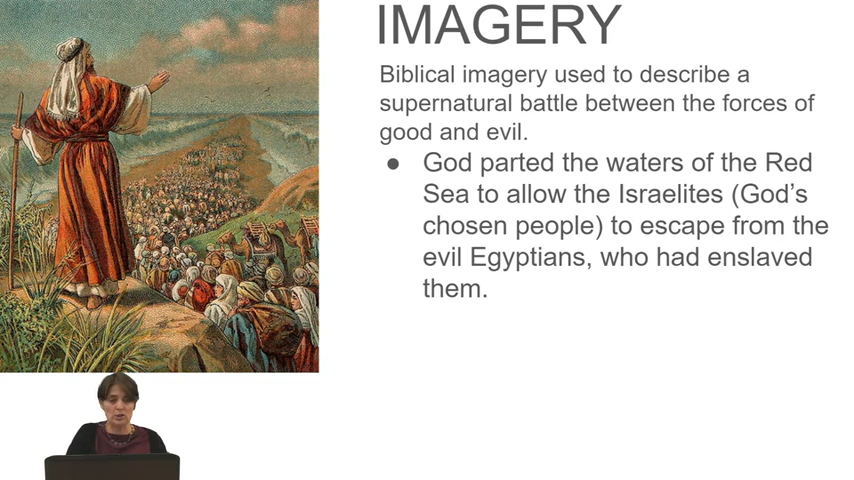 IMAGERY
Biblical imagery used to describe a
supernatural battle between the forces of
good and evil.
● God parted the waters of the Red
Sea to allow the Israelites (God’s
chosen people) to escape from the
evil Egyptians, who had enslaved
them.